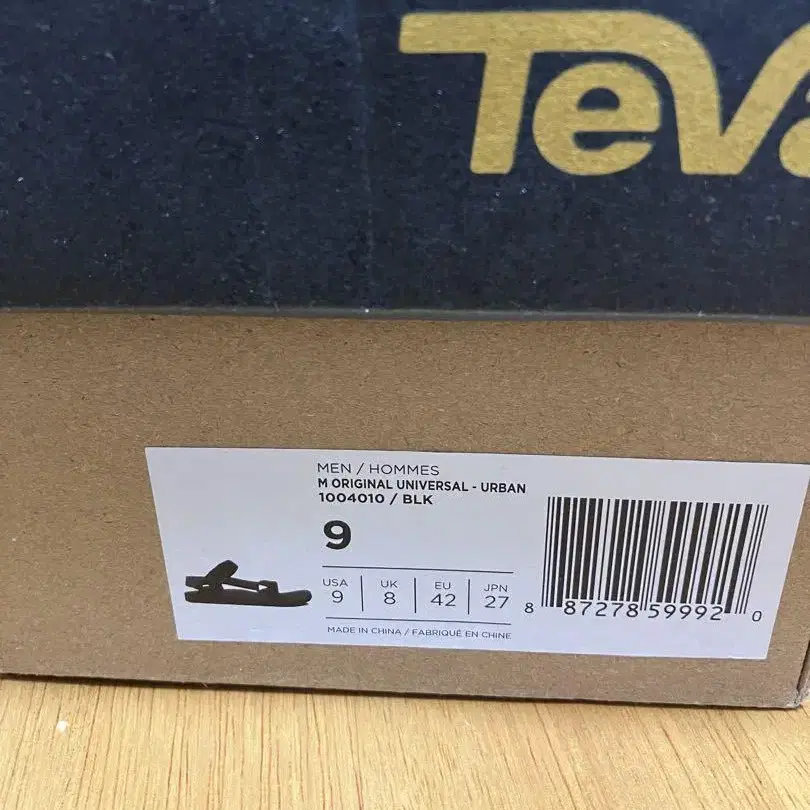 Teva
MEN / HOMMES
M ORIGINAL UNIVERSAL - URBAN
1004010 / BLK
9
USA UK EU JPN
9 8 42 27
MADE IN CHINA / FABRIQUÉ EN CHINE
8 87278 59992 0